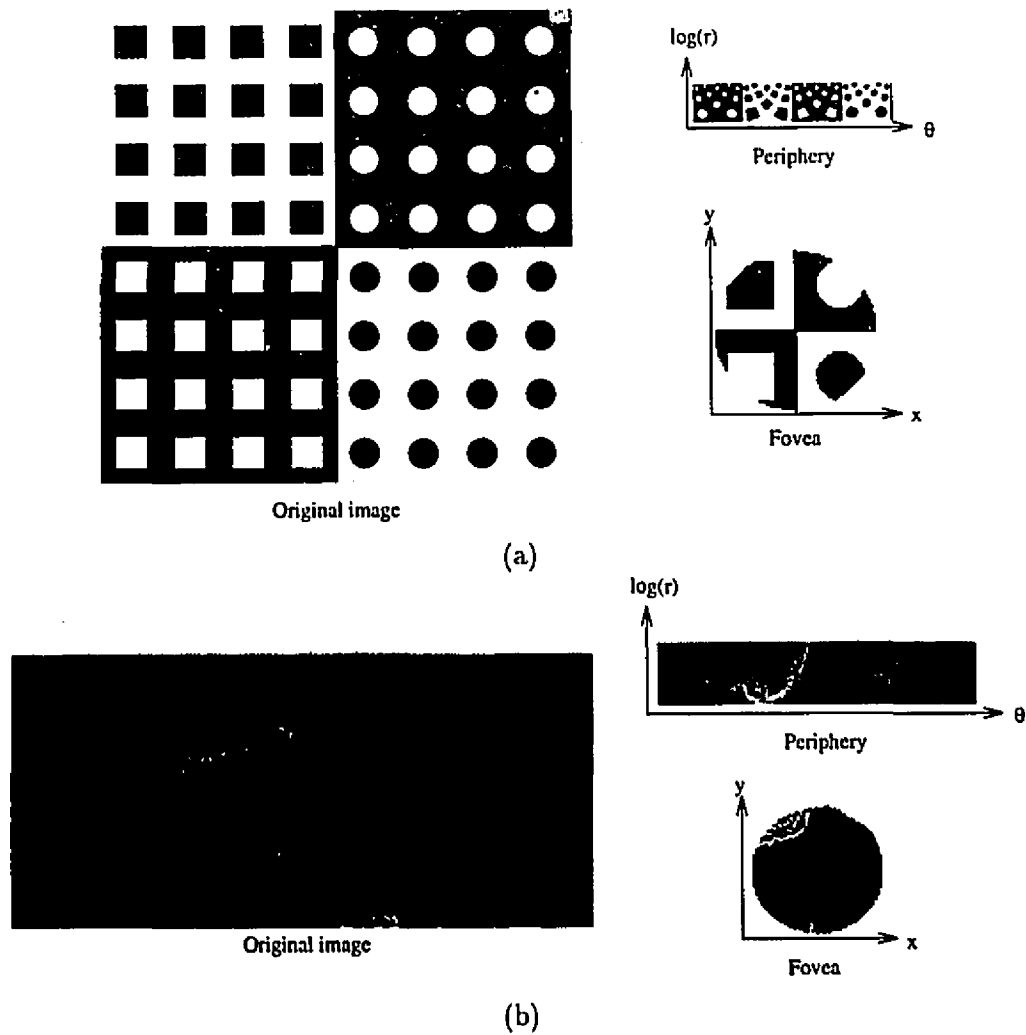 log(r)
θ
Periphery
y
x
Fovea
Original image
(a)
log(r)
θ
Periphery
y
x
Fovea
Original image
(b)